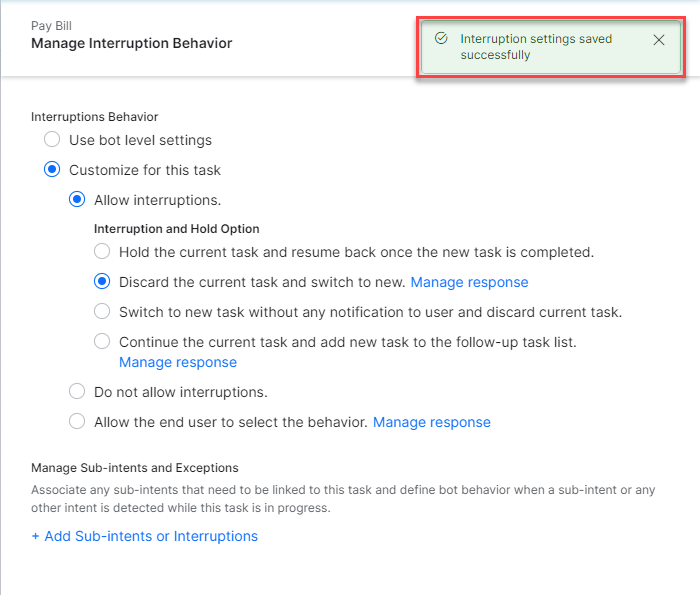 Pay Bill
Manage Interruption Behavior
Interruption settings saved
successfully
Interruptions Behavior
Use bot level settings
Customize for this task
Allow interruptions.
Interruption and Hold Option
Hold the current task and resume back once the new task is completed.
Discard the current task and switch to new. Manage response
Switch to new task without any notification to user and discard current task.
Continue the current task and add new task to the follow-up task list.
Manage response
Do not allow interruptions.
Allow the end user to select the behavior. Manage response
Manage Sub-intents and Exceptions
Associate any sub-intents that need to be linked to this task and define bot behavior when a sub-intent or any
other intent is detected while this task is in progress.
+ Add Sub-intents or Interruptions